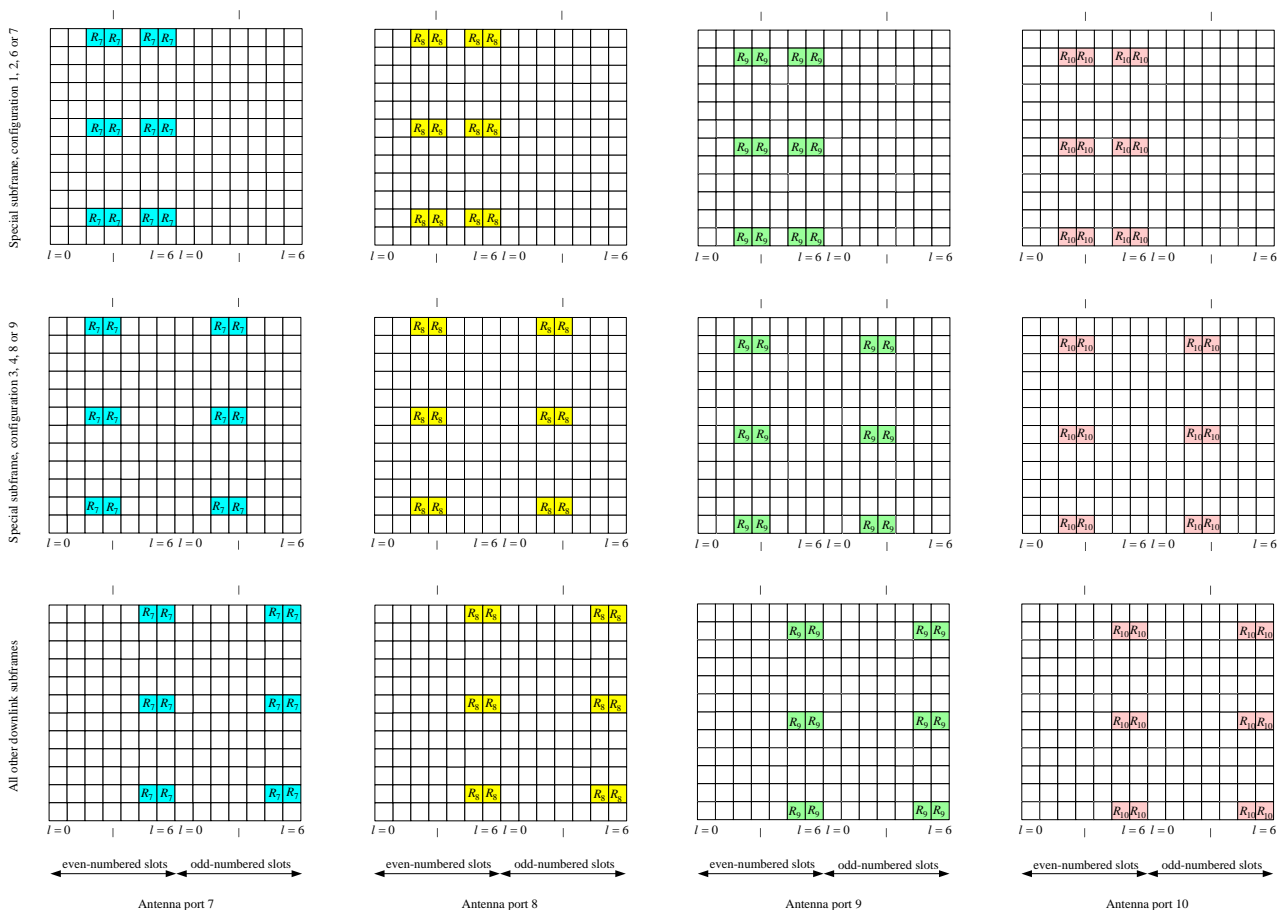 Special subframe, configuration 1, 2, 6 or 7
R7 R7 R7 R7 R8 R8 R8 R8
R9 R9 R9 R9 R10 R10 R10 R10
R7 R7 R7 R7 R8 R8 R8 R8
R9 R9 R9 R9 R10 R10 R10 R10
R7 R7 R7 R7 R8 R8 R8 R8
R9 R9 R9 R9 R10 R10 R10 R10
l = 0 l = 6 l = 0 l = 6 l = 0 l = 6 l = 0 l = 6 l = 0 l = 6 l = 0 l = 6 l = 0 l = 6 l = 0 l = 6
Special subframe, configuration 3, 4, 8 or 9
R7 R7 R7 R7 R8 R8 R8 R8
R9 R9 R9 R9 R10 R10 R10 R10
R7 R7 R7 R7 R8 R8 R8 R8
R9 R9 R9 R9 R10 R10 R10 R10
R7 R7 R7 R7 R8 R8 R8 R8
R9 R9 R9 R9 R10 R10 R10 R10
l = 0 l = 6 l = 0 l = 6 l = 0 l = 6 l = 0 l = 6 l = 0 l = 6 l = 0 l = 6 l = 0 l = 6 l = 0 l = 6
All other downlink subframes
R7 R7 R7 R7 R8 R8 R8 R8
R9 R9 R9 R9 R10 R10 R10 R10
R7 R7 R7 R7 R8 R8 R8 R8
R9 R9 R9 R9 R10 R10 R10 R10
R7 R7 R7 R7 R8 R8 R8 R8
R9 R9 R9 R9 R10 R10 R10 R10
l = 0 l = 6 l = 0 l = 6 l = 0 l = 6 l = 0 l = 6 l = 0 l = 6 l = 0 l = 6 l = 0 l = 6 l = 0 l = 6
even-numbered slots odd-numbered slots even-numbered slots odd-numbered slots even-numbered slots odd-numbered slots even-numbered slots odd-numbered slots
Antenna port 7 Antenna port 8 Antenna port 9 Antenna port 10